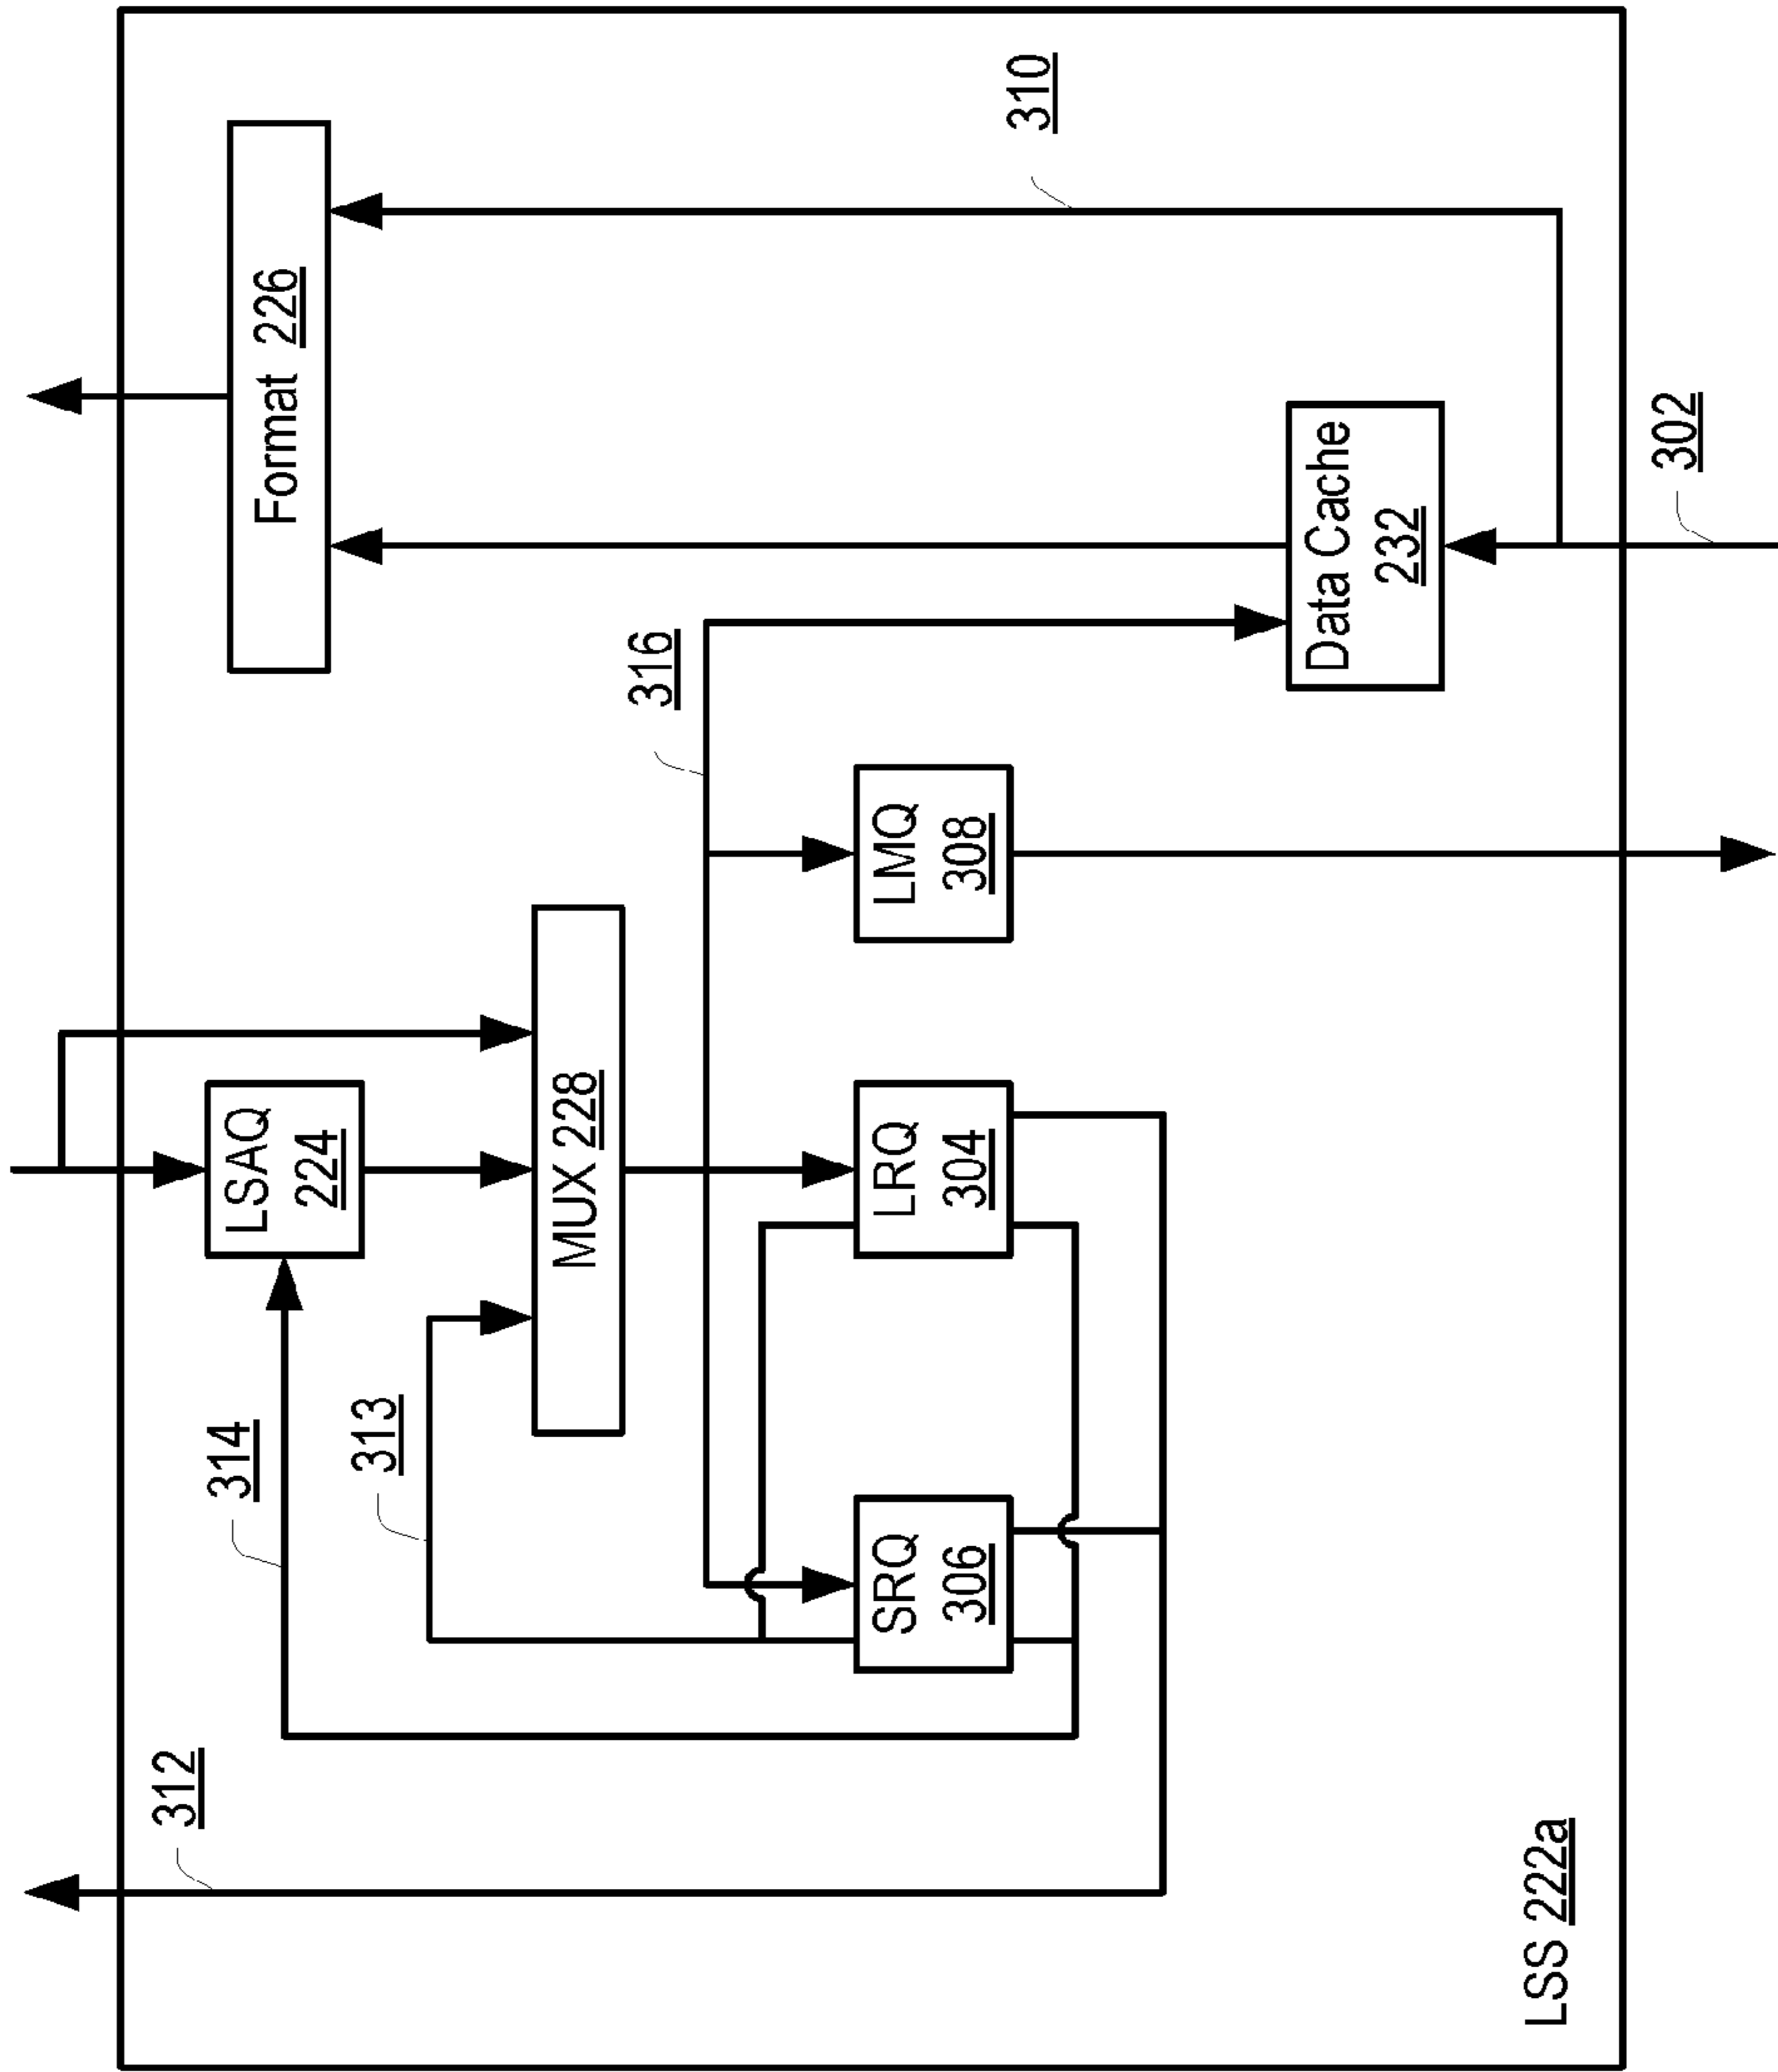 312
314
LSAQ
224
Format 226
313
MUX 228
316
310
SRQ
306
LRQ
304
LMQ
308
Data Cache
232
LSS 222a
302